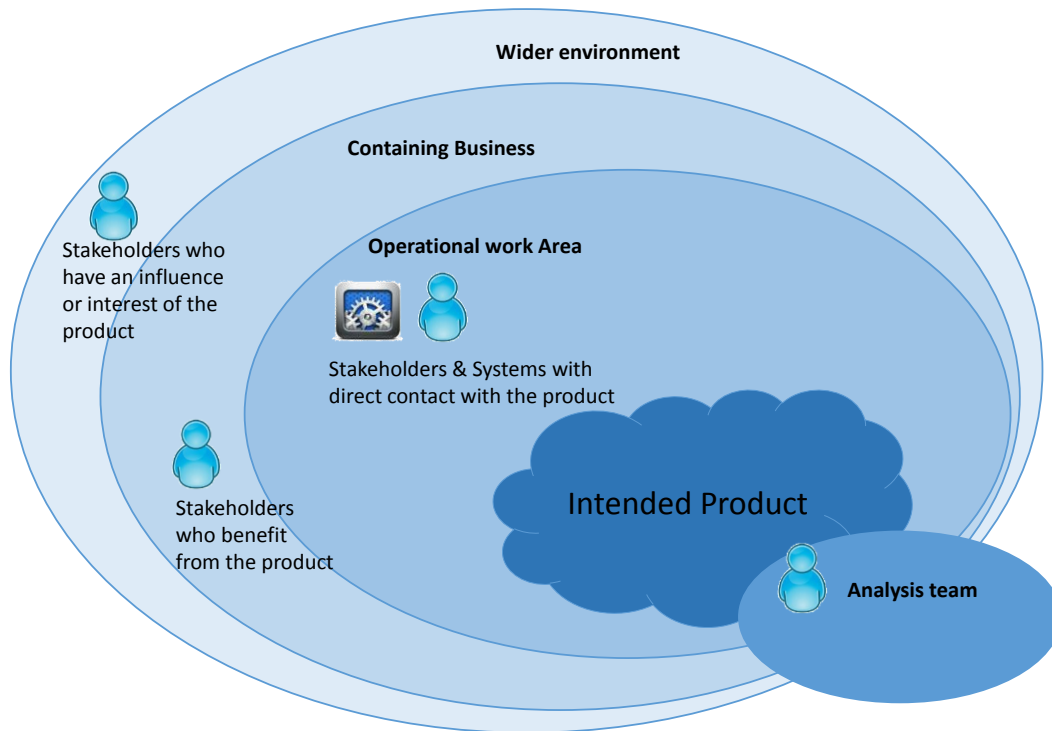 Wider environment
Containing Business
Stakeholders who
have an influence
or interest of the
product
Operational work Area
Stakeholders & Systems with
direct contact with the product
Stakeholders
who benefit
from the product
Intended Product
Analysis team